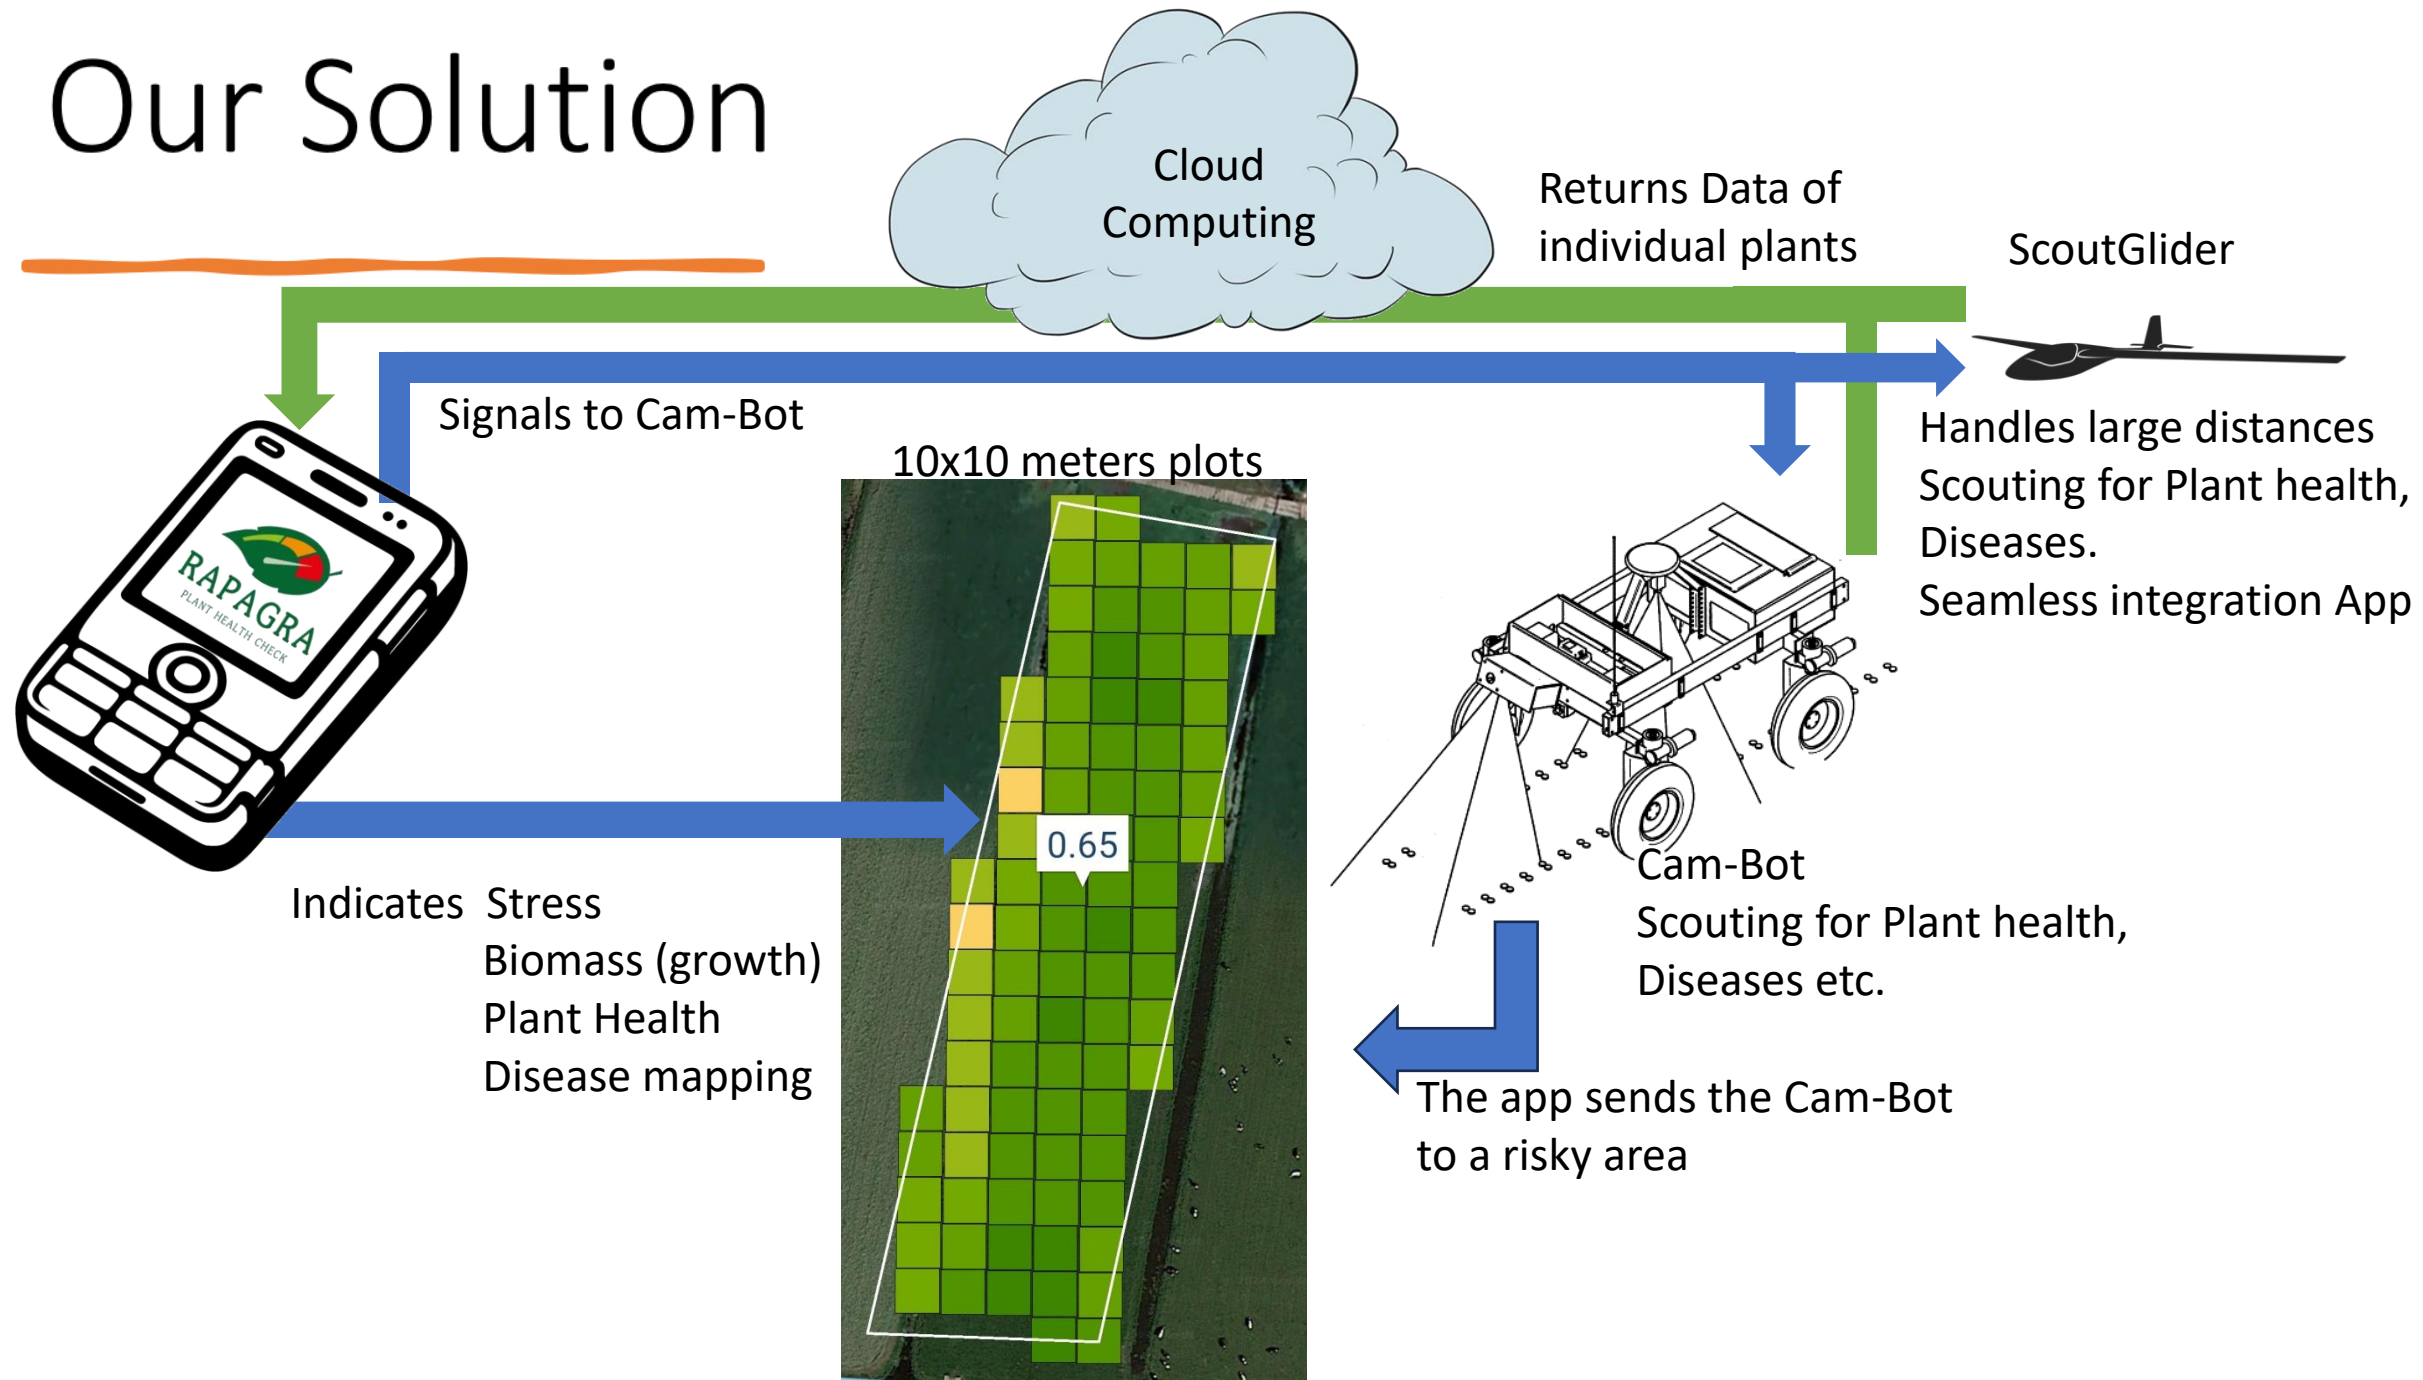 Our Solution
Cloud
Computing
Returns Data of
individual plants
ScoutGlider
Signals to Cam-Bot
10x10 meters plots
Handles large distances
Scouting for Plant health,
Diseases.
Seamless integration App
RAPAGRA
PLANT HEALTH CHECK
0.65
Indicates Stress
Biomass (growth)
Plant Health
Disease mapping
Cam-Bot
Scouting for Plant health,
Diseases etc.
The app sends the Cam-Bot
to a risky area